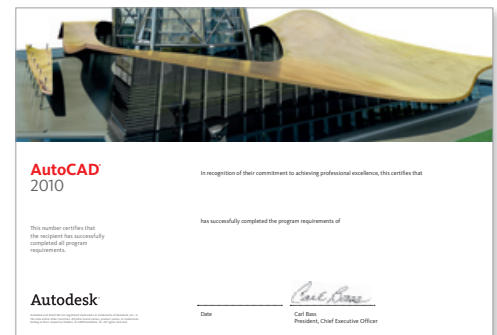 AutoCAD®
2010
In recognition of their commitment to achieving professional excellence, this certifies that
has successfully completed the program requirements of
This number certifies that
the recipient has successfully
completed all program
requirements.
Autodesk®
Carl Bass
Date
Carl Bass
President, Chief Executive Officer